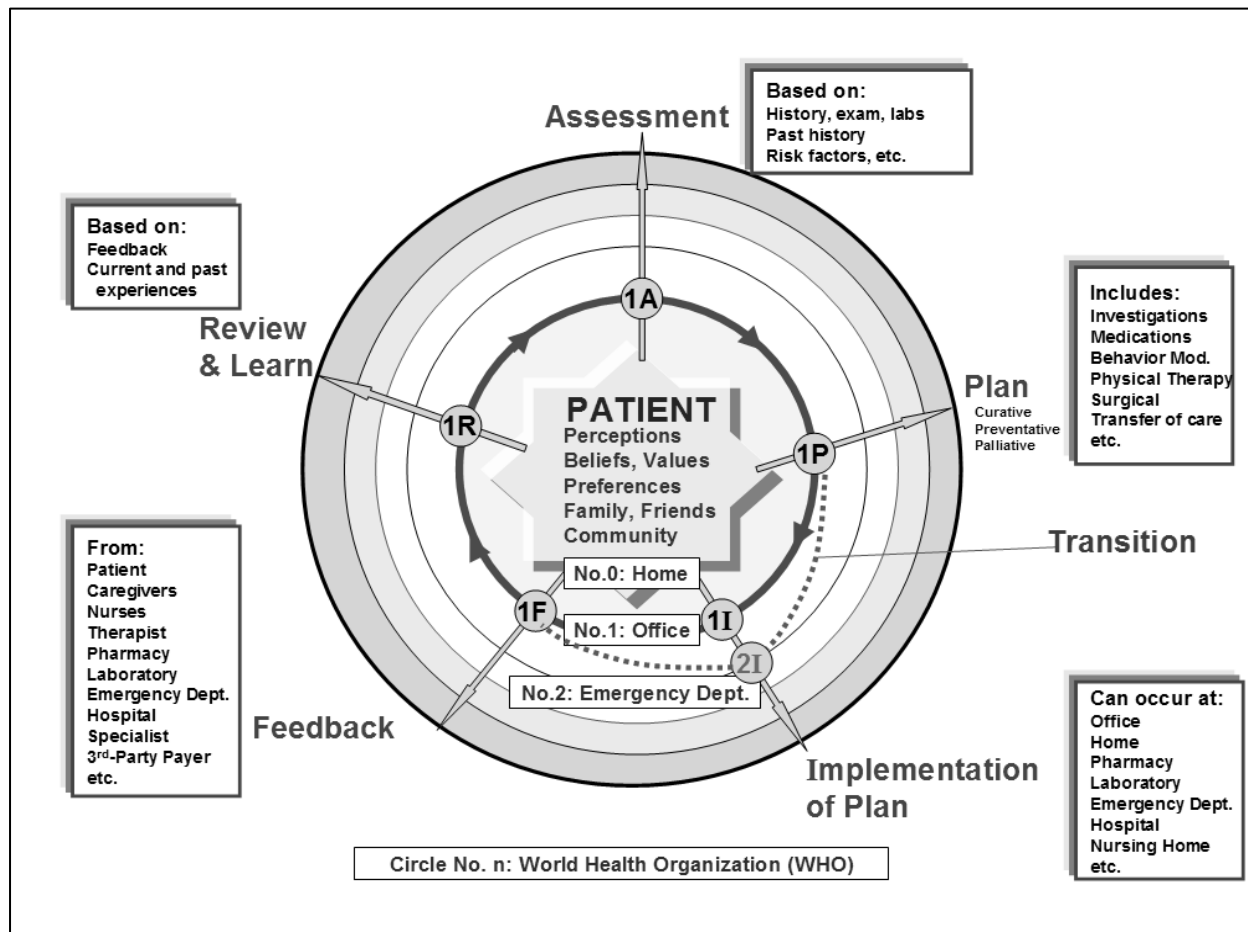 Assessment
Based on:
History, exam, labs
Past history
Risk factors, etc.
Based on:
Feedback
Current and past
experiences
Review
& Learn
Includes:
Investigations
Medications
Behavior Mod.
Physical Therapy
Surgical
Transfer of care
etc.
Plan
Curative
Preventative
Palliative
1A
1R
1P
PATIENT
Perceptions
Beliefs, Values
Preferences
Family, Friends
Community
No.0: Home
1F
No.1: Office
1I
2I
No.2: Emergency Dept.
Transition
From:
Patient
Caregivers
Nurses
Therapist
Pharmacy
Laboratory
Emergency Dept.
Hospital
Specialist
3rd-Party Payer
etc.
Feedback
Implementation
of Plan
Can occur at:
Office
Home
Pharmacy
Laboratory
Emergency Dept.
Hospital
Nursing Home
etc.
Circle No. n: World Health Organization (WHO)